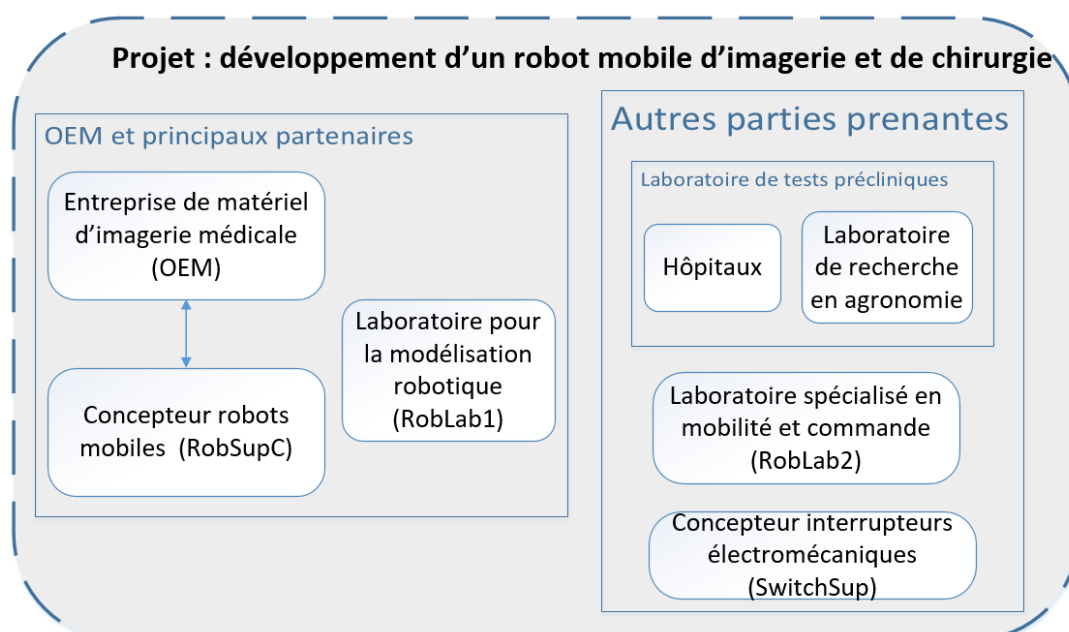 Projet : développement d’un robot mobile d’imagerie et de chirurgie
OEM et principaux partenaires
Entreprise de matériel
d’imagerie médicale
(OEM)
Concepteur robots
mobiles (RobSupC)
Laboratoire pour
la modélisation
robotique
(RobLab1)
Autres parties prenantes
Laboratoire de tests précliniques
Hôpitaux
Laboratoire
de recherche
en agronomie
Laboratoire spécialisé en
mobilité et commande
(RobLab2)
Concepteur interrupteurs
électromécaniques
(SwitchSup)